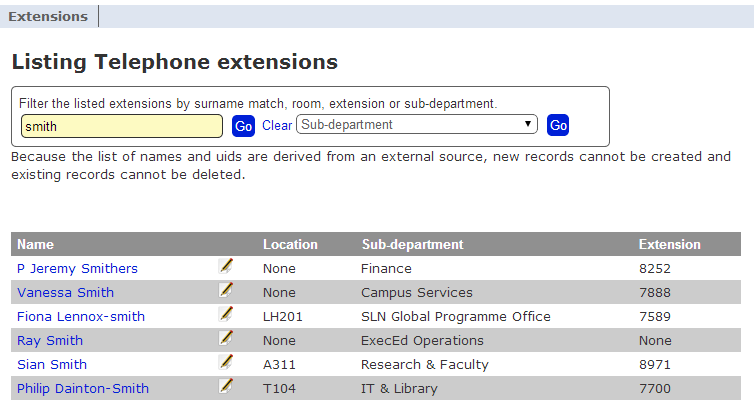 Extensions
Listing Telephone extensions
Filter the listed extensions by surname match, room, extension or sub-department.
smith Go Clear Sub-department Go
Because the list of names and uids are derived from an external source, new records cannot be created and
existing records cannot be deleted.
Name Location Sub-department Extension
P Jeremy Smithers None Finance 8252
Vanessa Smith None Campus Services 7888
Fiona Lennox-smith LH201 SLN Global Programme Office 7589
Ray Smith None ExecEd Operations None
Sian Smith A311 Research & Faculty 8971
Philip Dainton-Smith T104 IT & Library 7700